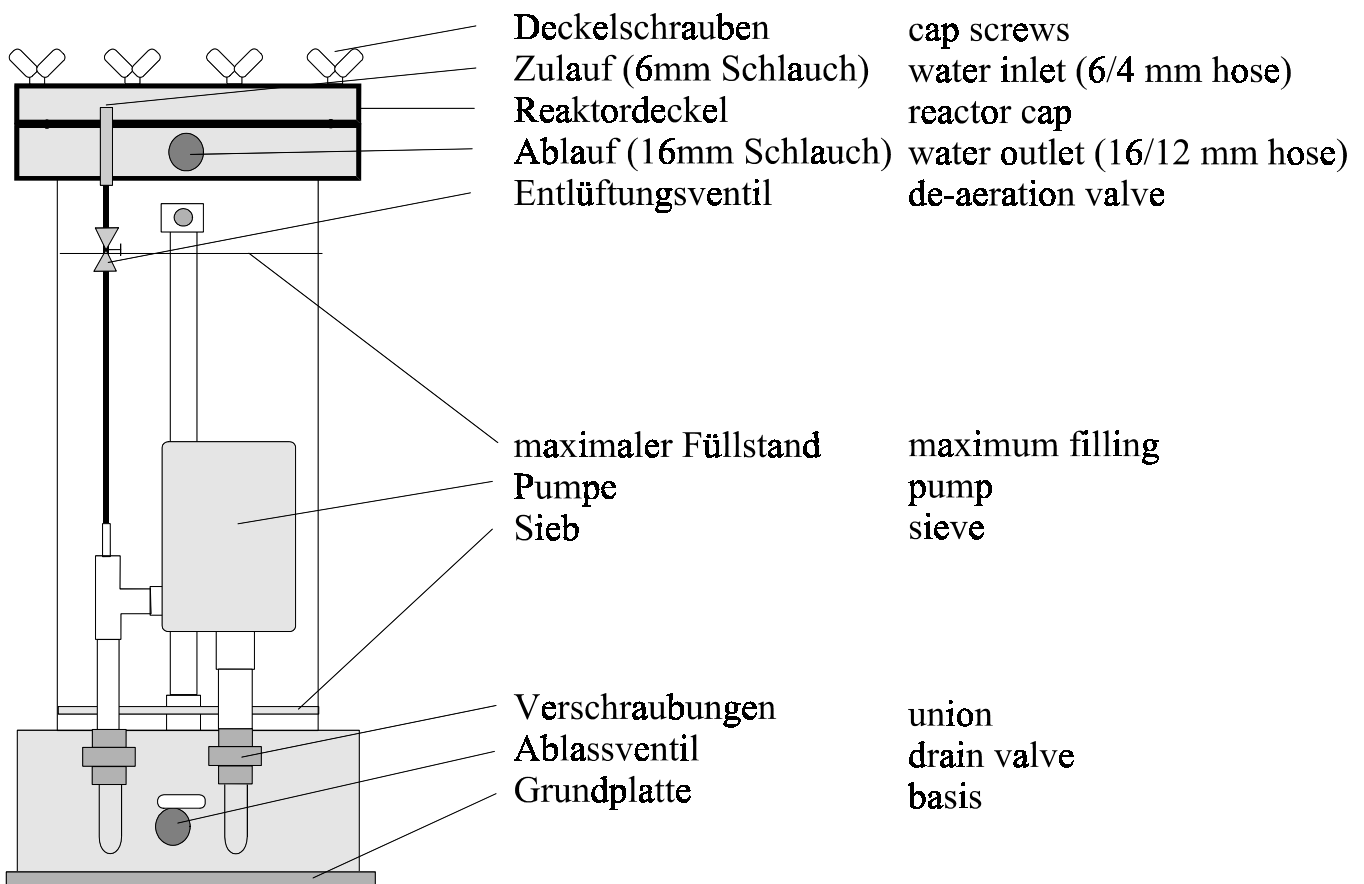 Deckelschrauben cap screws
Zulauf (6mm Schlauch) water inlet (6/4 mm hose)
Reaktordeckel reactor cap
Ablauf (16mm Schlauch) water outlet (16/12 mm hose)
Entlüftungsventil de-aeration valve
maximaler Füllstand maximum filling
Pumpe pump
Sieb sieve
Verschraubungen union
Ablassventil drain valve
Grundplatte basis